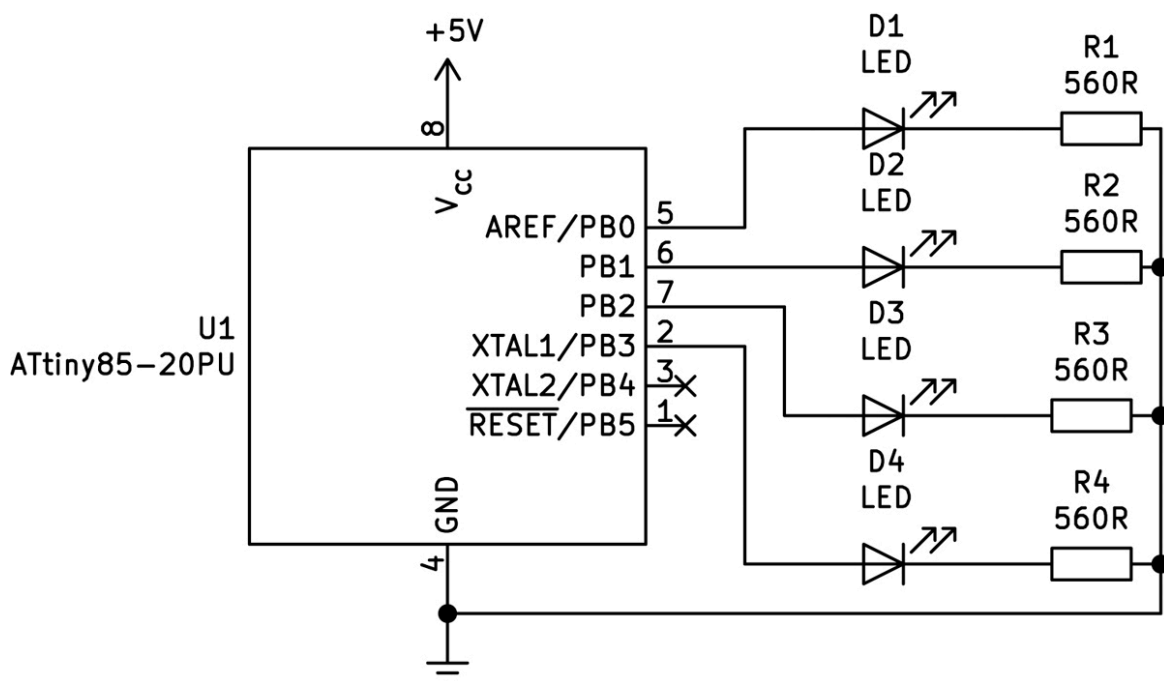 +5V
8
VCC
U1
ATtiny85-20PU
AREF/PB0
5
PB1
6
PB2
7
XTAL1/PB3
2
XTAL2/PB4
3
RESET/PB5
1
GND
4
D1
LED
R1
560R
D2
LED
R2
560R
D3
LED
R3
560R
D4
LED
R4
560R